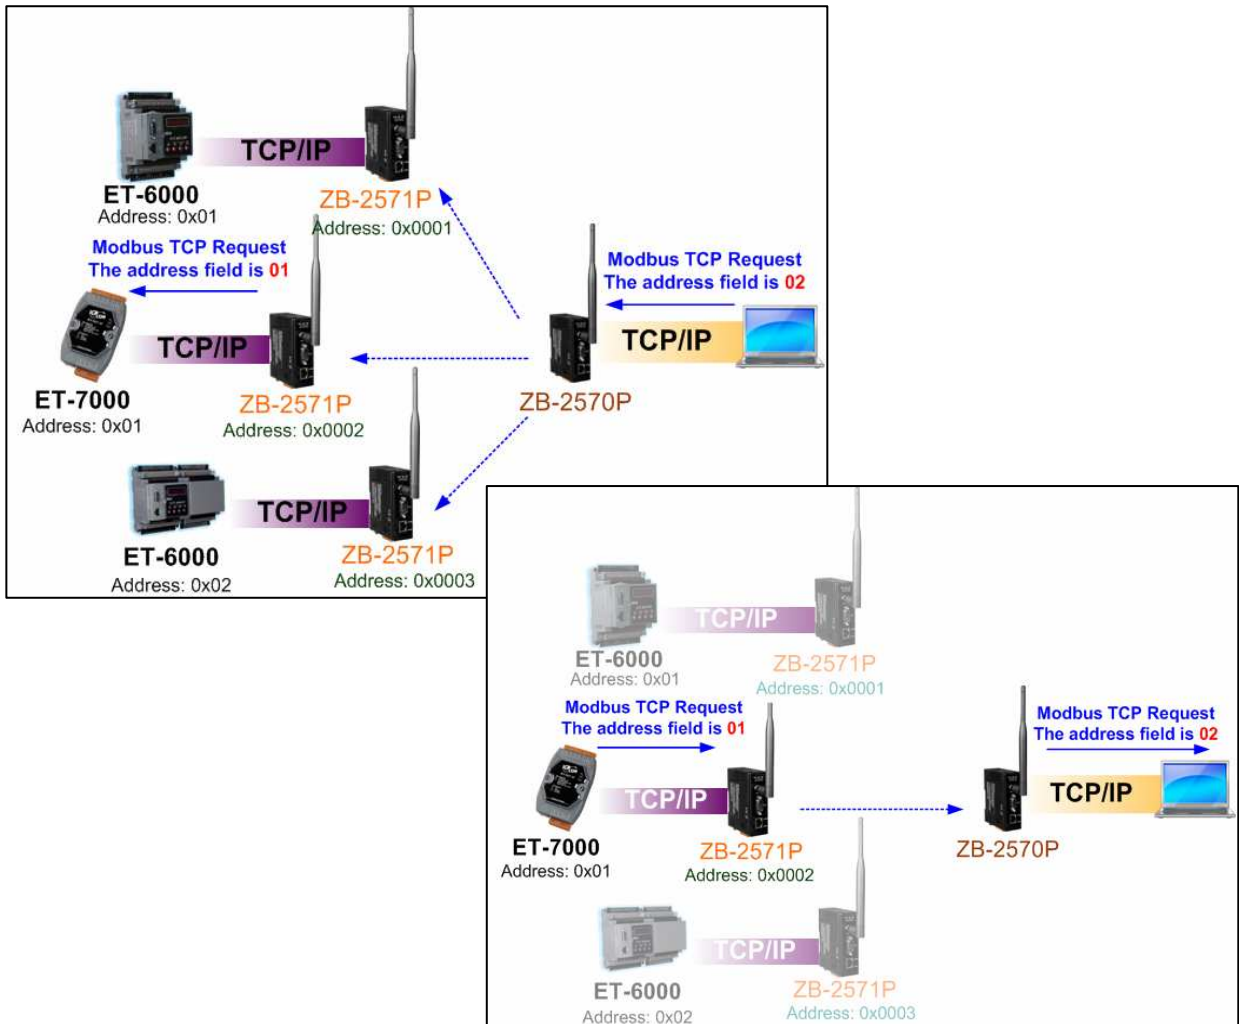 TCP/IP
ET-6000
Address: 0x01
ZB-2571P
Address: 0x0001
Modbus TCP Request
The address field is 01
Modbus TCP Request
The address field is 02
TCP/IP
TCP/IP
ET-7000
Address: 0x01
ZB-2571P
Address: 0x0002
ZB-2570P
TCP/IP
ET-6000
Address: 0x02
ZB-2571P
Address: 0x0003
TCP/IP
ET-6000
Address: 0x01
ZB-2571P
Address: 0x0001
Modbus TCP Request
The address field is 01
Modbus TCP Request
The address field is 02
TCP/IP
TCP/IP
ET-7000
Address: 0x01
ZB-2571P
Address: 0x0002
ZB-2570P
TCP/IP
ET-6000
Address: 0x02
ZB-2571P
Address: 0x0003